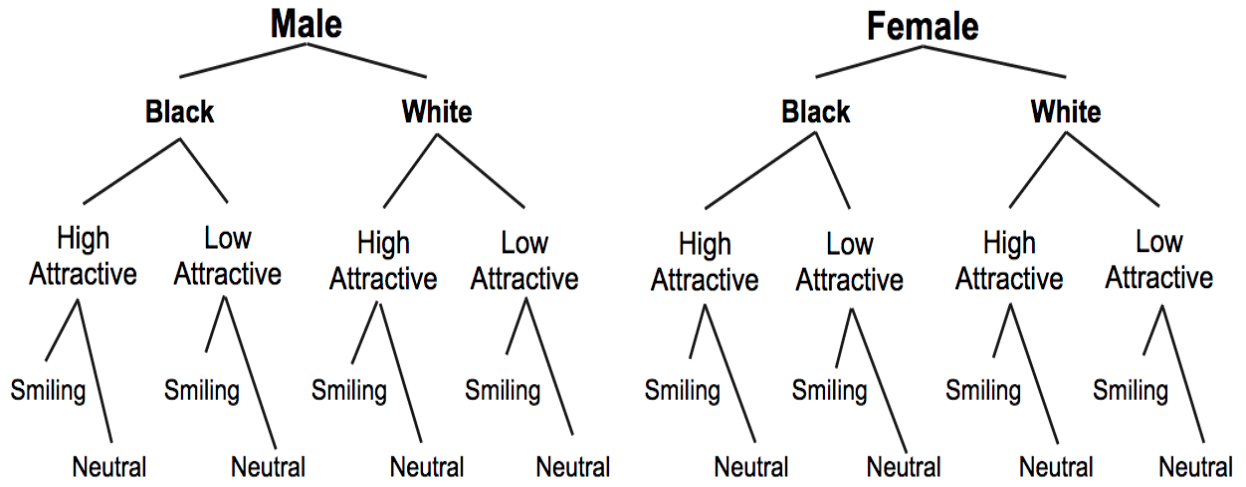 Male Female
Black White Black White
High Low High Low High Low High Low
Attractive Attractive Attractive Attractive Attractive Attractive Attractive Attractive
Smiling Smiling Smiling Smiling Smiling Smiling Smiling Smiling
Neutral Neutral Neutral Neutral Neutral Neutral Neutral Neutral